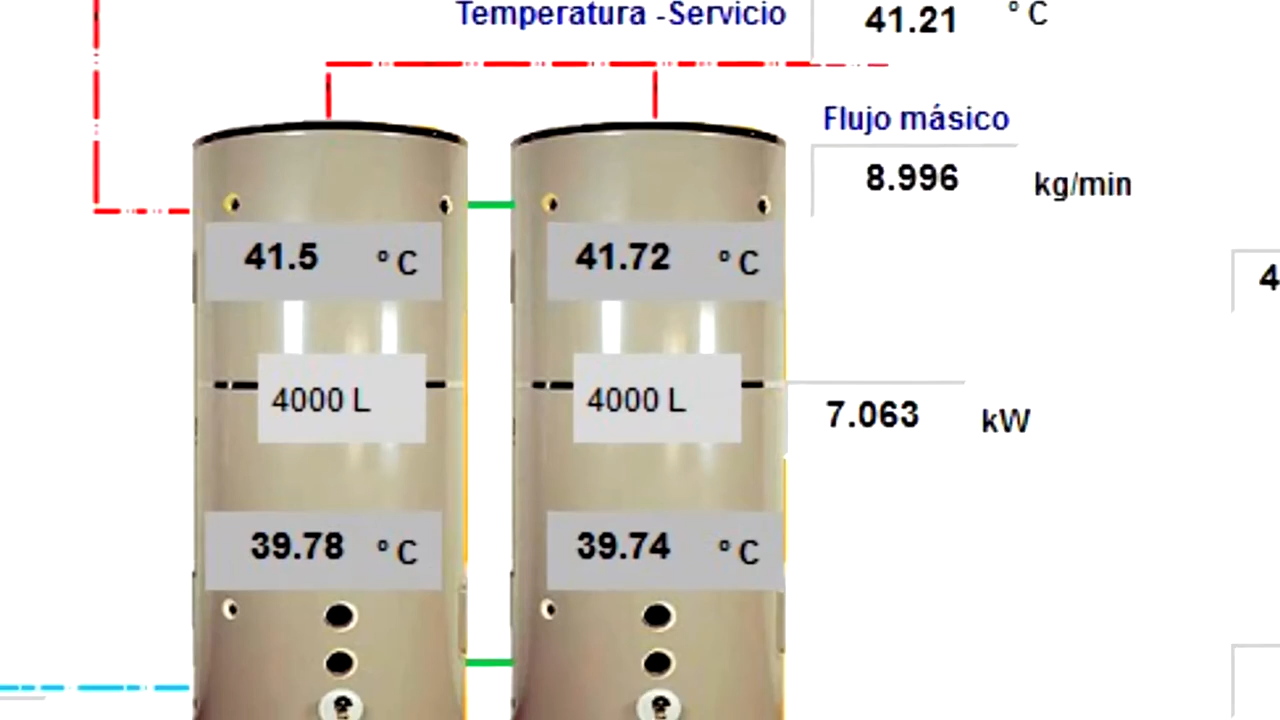 Temperatura -Servicio
41.21 ° C
Flujo másico
8.996 kg/min
41.5 ° C
41.72 ° C
4000 L
4000 L
7.063 kW
39.78 ° C
39.74 ° C
4